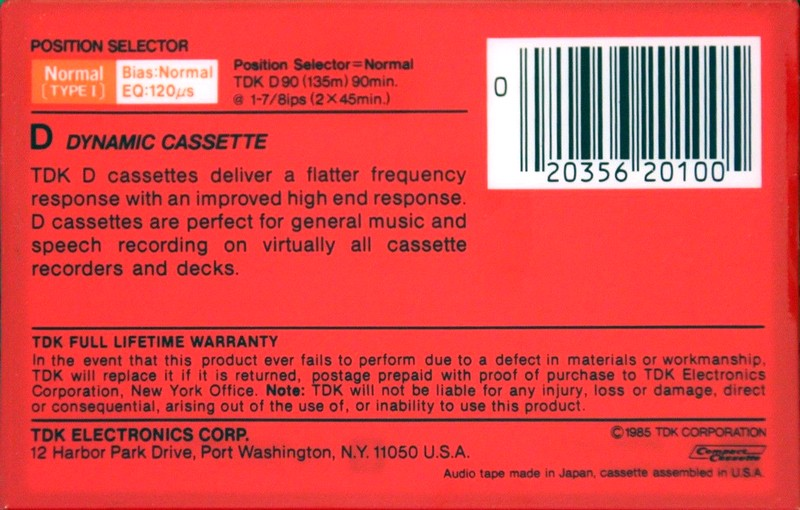 POSITION SELECTOR
Normal
[TYPE I]
Bias:Normal
EQ:120µs
Position Selector=Normal
TDK D90 (135m) 90min.
@ 1-7/8ips (2×45min.)
D DYNAMIC CASSETTE
TDK D cassettes deliver a flatter frequency
response with an improved high end response.
D cassettes are perfect for general music and
speech recording on virtually all cassette
recorders and decks.
0
20356 20100
TDK FULL LIFETIME WARRANTY
In the event that this product ever fails to perform due to a defect in materials or workmanship,
TDK will replace it if it is returned, postage prepaid with proof of purchase to TDK Electronics
Corporation, New York Office. Note: TDK will not be liable for any injury, loss or damage, direct
or consequential, arising out of the use of, or inability to use this product.
TDK ELECTRONICS CORP.
12 Harbor Park Drive, Port Washington, N.Y. 11050 U.S.A.
©1985 TDK CORPORATION
Compact
Cassette
Audio tape made in Japan, cassette assembled in U.S.A.